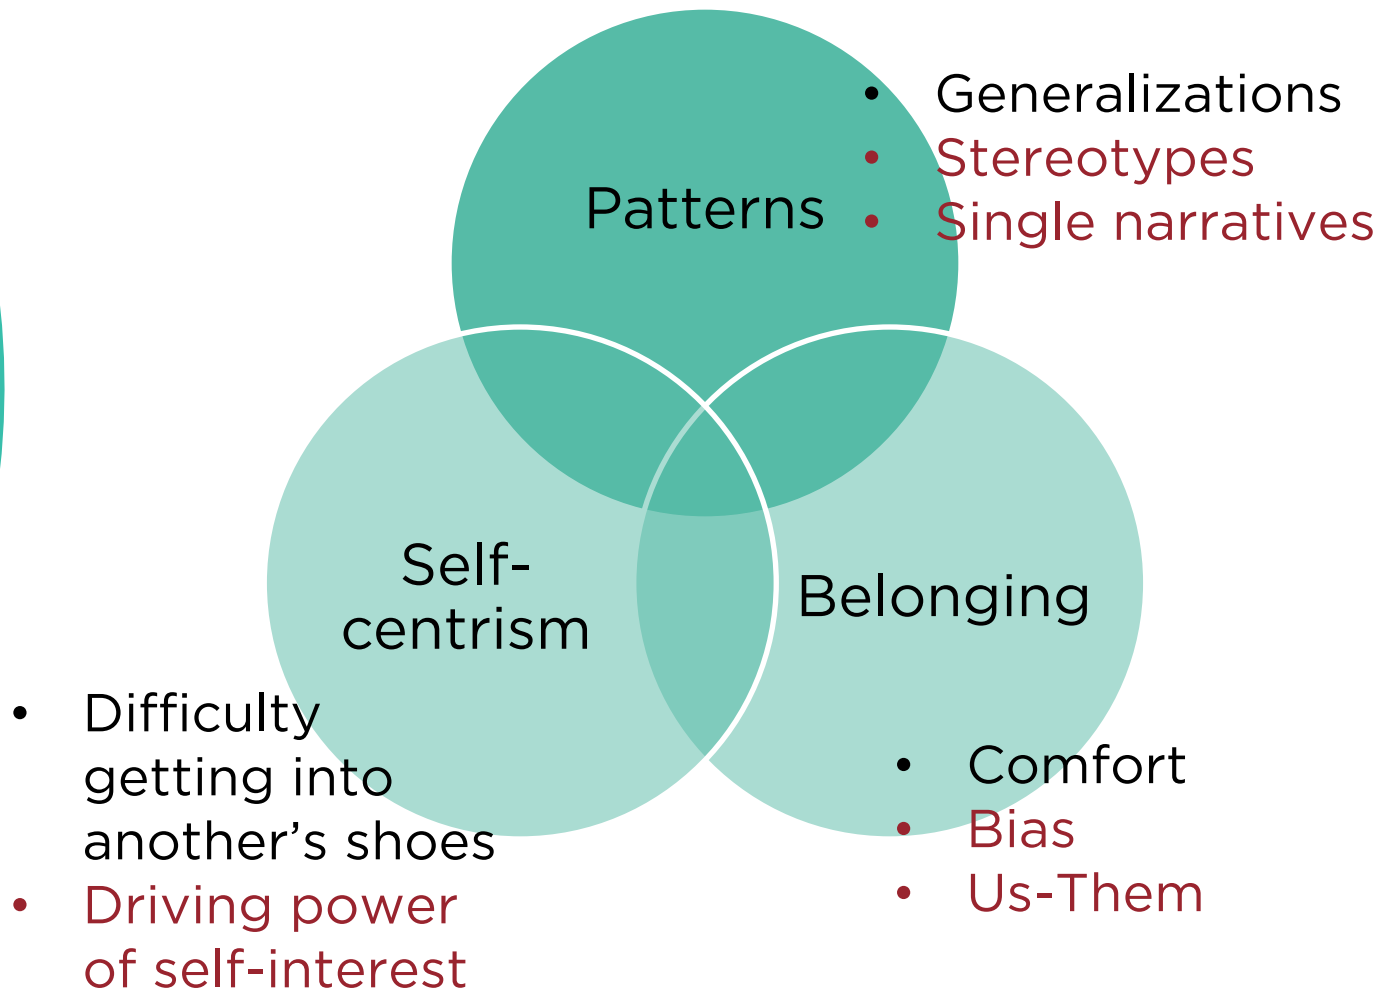 Patterns
• Generalizations
• Stereotypes
• Single narratives
Self-
centrism
• Difficulty
getting into
another’s shoes
• Driving power
of self-interest
Belonging
• Comfort
• Bias
• Us-Them